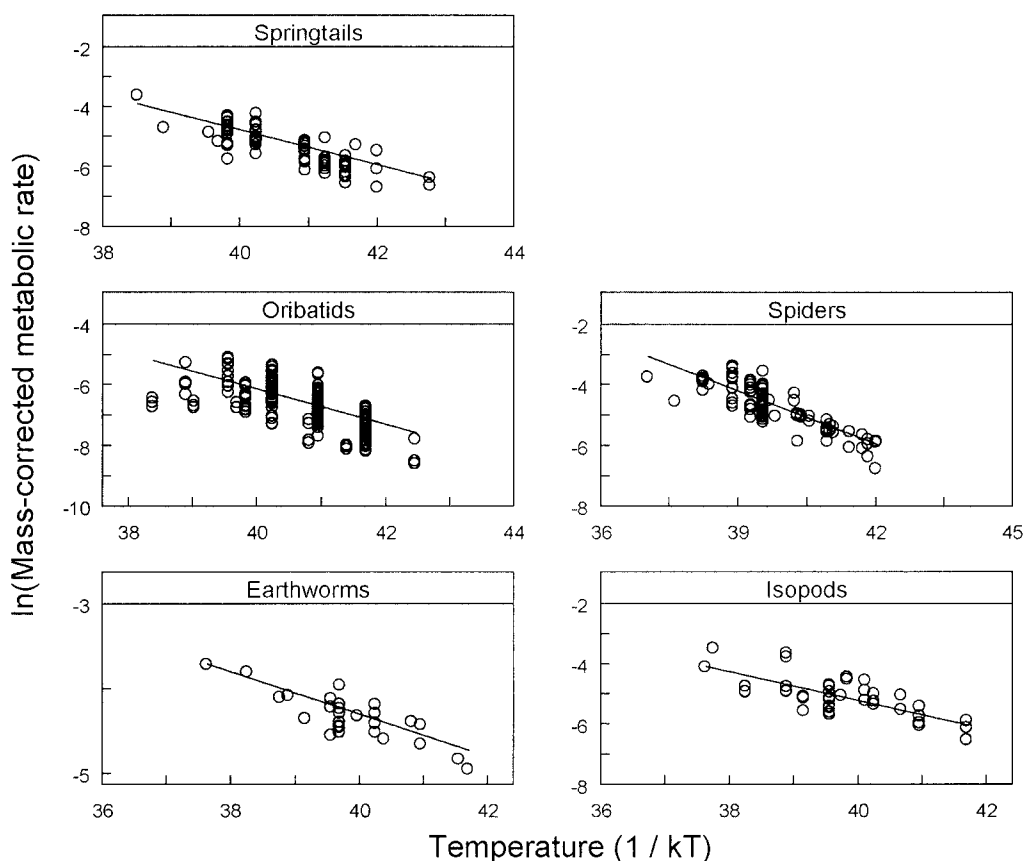 Springtails
-2
-4
-6
-8
38 40 42 44
Oribatids Spiders
-4 -2
-6 -4
-8 -6
-10 -8
38 40 42 44 36 39 42 45
Earthworms Isopods
-3 -2
-4
-6
-5 -8
36 38 40 42 36 38 40 42
ln(Mass-corrected metabolic rate)
Temperature (1 / kT)